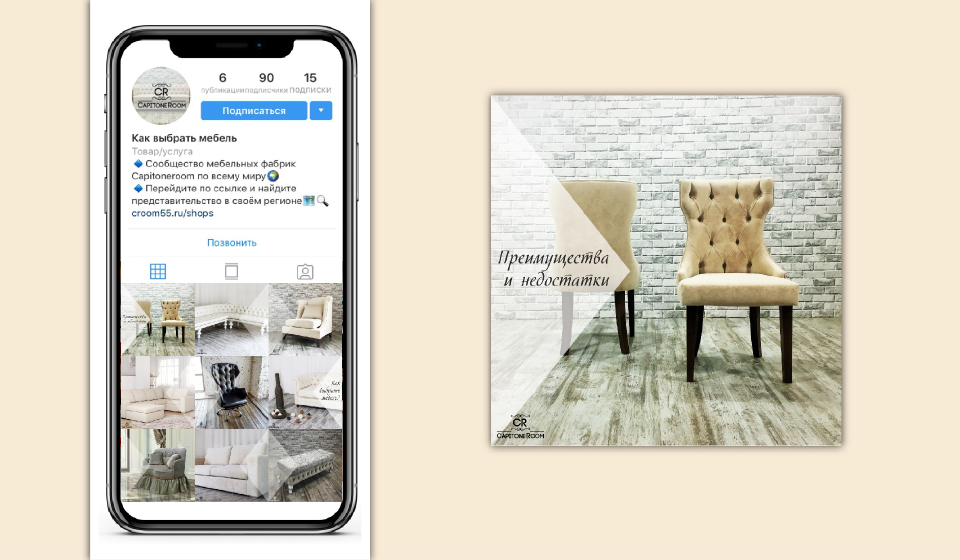 6 90 15
публикации подписчики подписки
CR
CAPITONEROOM
Подписаться
Как выбрать мебель
Товар/услуга
Сообщество мебельных фабрик
Capitoneroom по всему миру
Перейдите по ссылке и найдите
представительство в своём регионе
croom55.ru/shops
Позвонить
Как
выбрать
мебель?
Преимущества
и недостатки
CR
CAPITONEROOM